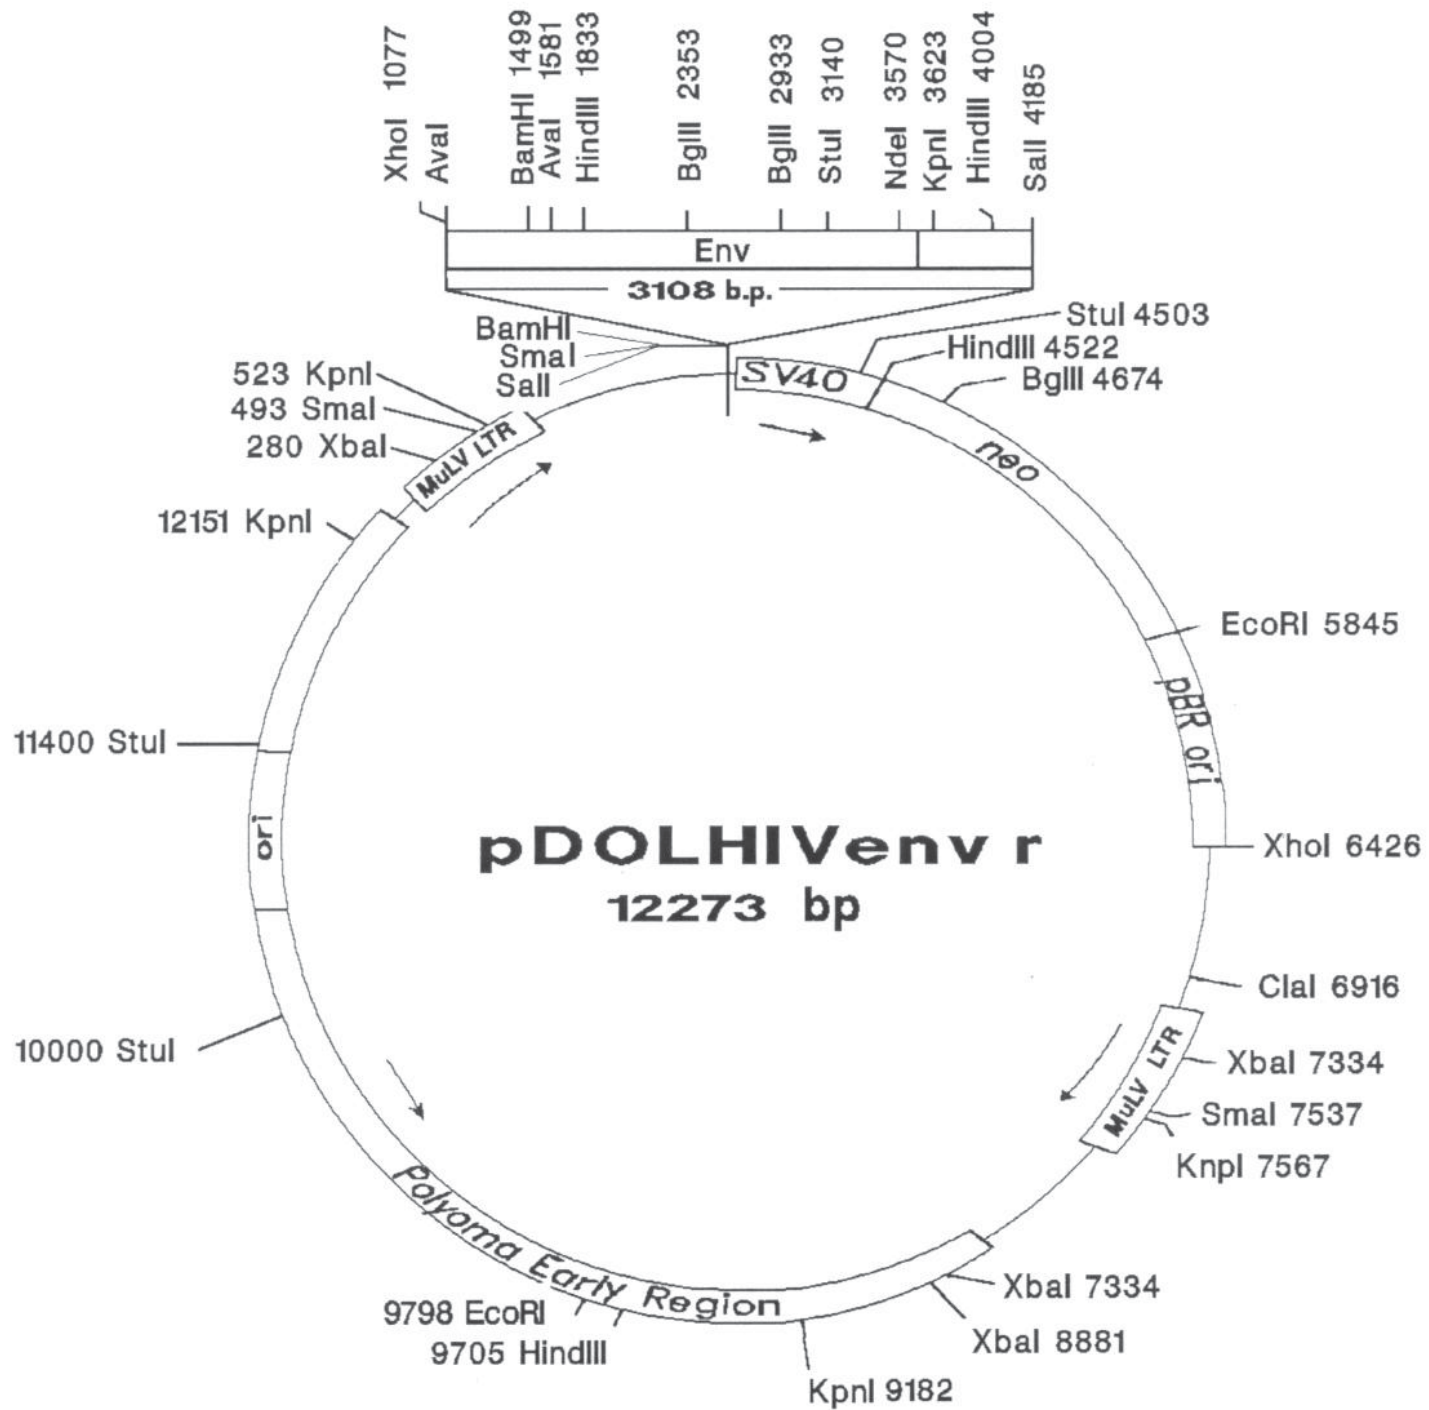 XhoI 1077
AvaI
BamHI 1499
AvaI 1581
HindIII 1833
BglII 2353
BglII 2933
StuI 3140
NdeI 3570
KpnI 3623
HindIII 4004
SalI 4185
Env
3108 b.p.
BamHI
SmaI
SalI
StuI 4503
HindIII 4522
BglII 4674
SV40
neo
523 KpnI
493 SmaI
280 XbaI
MuLV LTR
12151 KpnI
EcoRI 5845
pBR ori
11400 StuI
ori
pDOLHIVenv r
12273 bp
XhoI 6426
ClaI 6916
10000 StuI
MuLV LTR
XbaI 7334
SmaI 7537
KnpI 7567
Polyoma Early Region
XbaI 7334
9798 EcoRI
XbaI 8881
9705 HindIII
KpnI 9182